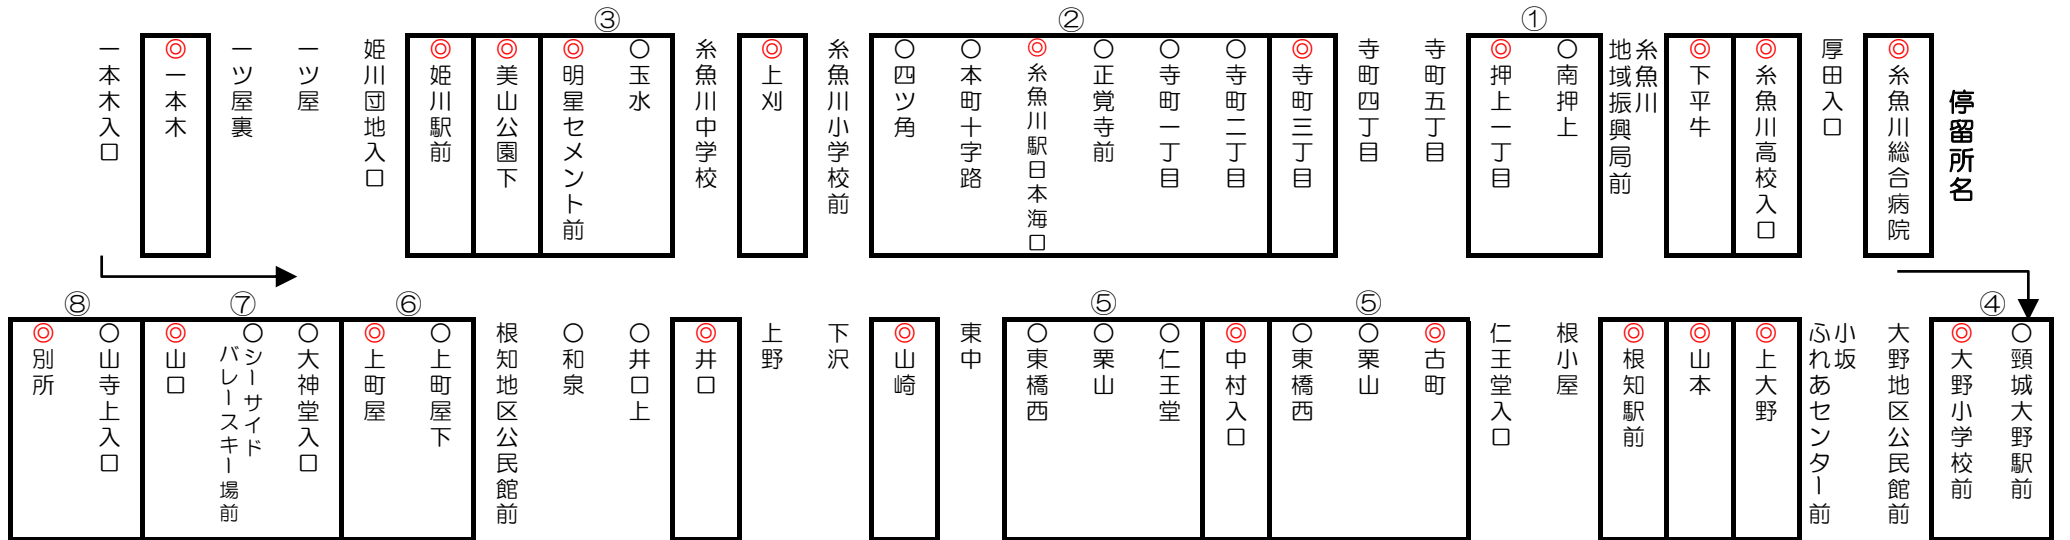 停留所名
◎糸魚川総合病院
厚田入口
◎糸魚川高校入口
◎下平牛
糸魚川
地域振興局前
①
○南押上
◎押上一丁目
寺町五丁目
寺町四丁目
②
◎寺町三丁目
○寺町二丁目
○寺町一丁目
○正覚寺前
◎糸魚川駅日本海口
○本町十字路
○四ツ角
糸魚川小学校前
◎上刈
糸魚川中学校
③
○玉水
◎明星セメント前
◎美山公園下
◎姫川駅前
姫川団地入口
一ツ屋
一ツ屋裏
◎一本木
一本木入口
④
○頸城大野駅前
◎大野小学校前
大野地区公民館前
小坂
ふれあセンター前
◎上大野
◎山本
◎根知駅前
根小屋
仁王堂入口
⑤
◎古町
○栗山
○東橋西
◎中村入口
⑤
○仁王堂
○栗山
○東橋西
東中
◎山崎
下沢
上野
◎井口
○井口上
○和泉
根知地区公民館前
⑥
○上町屋下
◎上町屋
⑦
○大神堂入口
○シーサイド
バレースキー場前
◎山口
⑧
○山寺上入口
◎別所